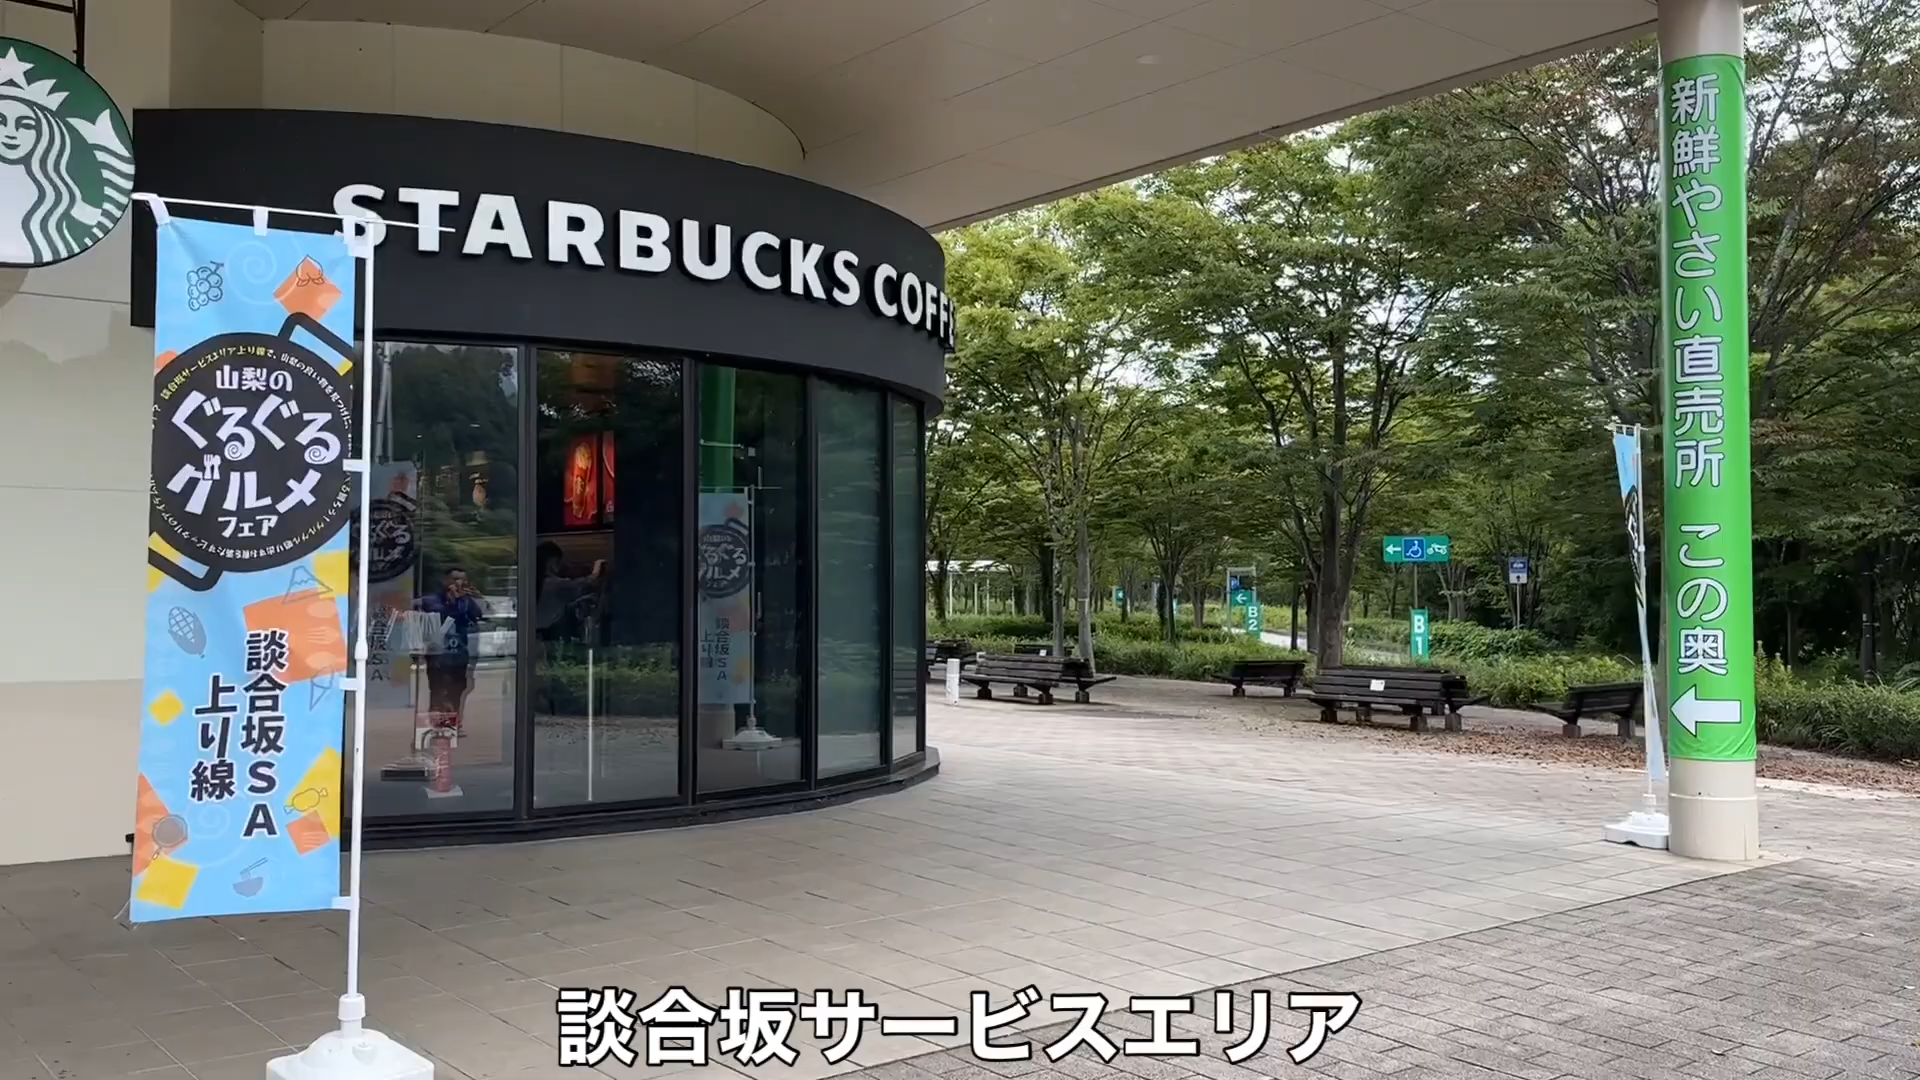 STARBUCKS COFFE
山梨の
ぐるぐる
グルメ
フェア
談合坂SA
上り線
新鮮やさい直売所 この奥
B2
B1
談合坂サービスエリア